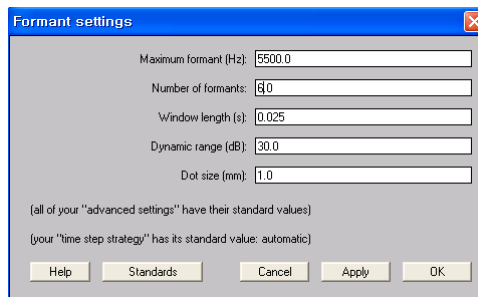 Formant settings
Maximum formant (Hz): 5500.0
Number of formants: 6.0
Window length (s): 0.025
Dynamic range (dB): 30.0
Dot size (mm): 1.0
(all of your "advanced settings" have their standard values)
(your "time step strategy" has its standard value: automatic)
Help Standards Cancel Apply OK